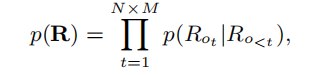 p(𝐑) = ∏_{t=1}^{N×M} p(R_{o_t} | R_{o_{<t}}),